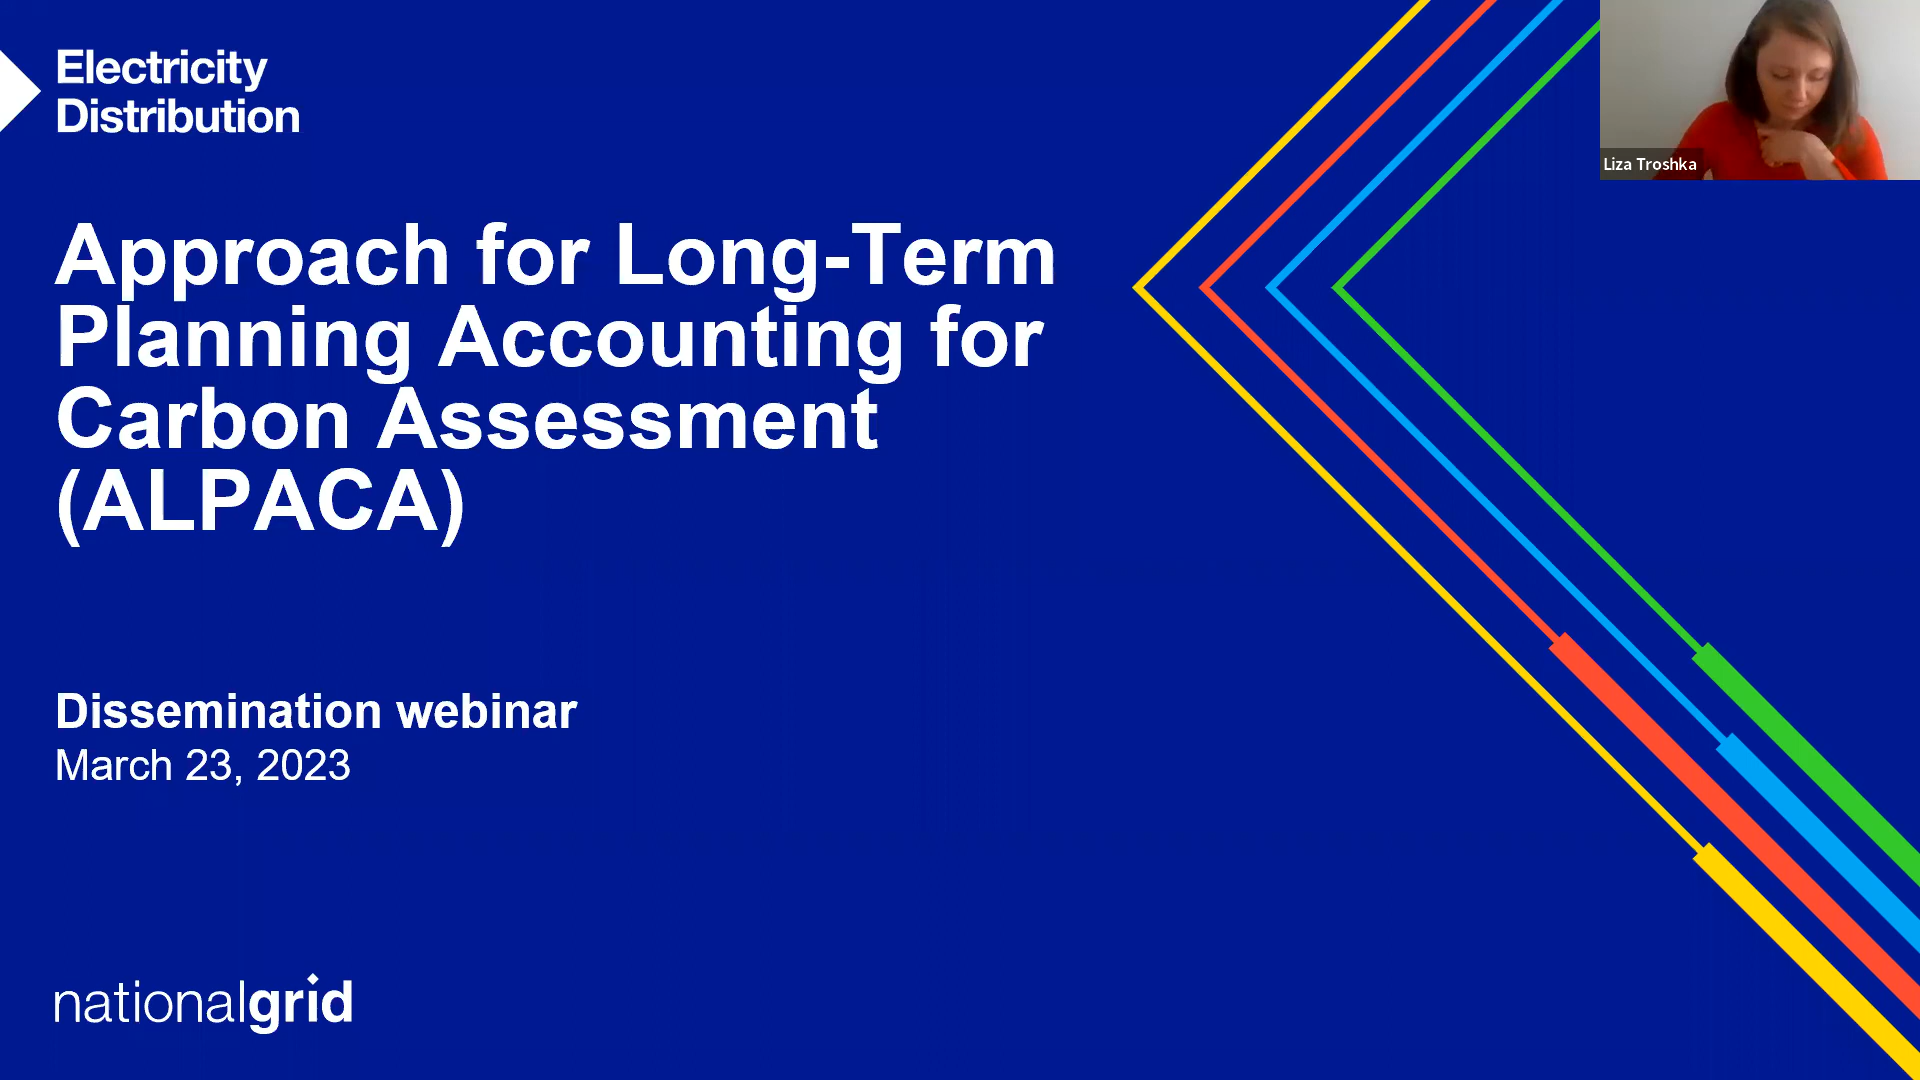 Electricity
Distribution
Liza Troshka
Approach for Long-Term
Planning Accounting for
Carbon Assessment
(ALPACA)
Dissemination webinar
March 23, 2023
nationalgrid